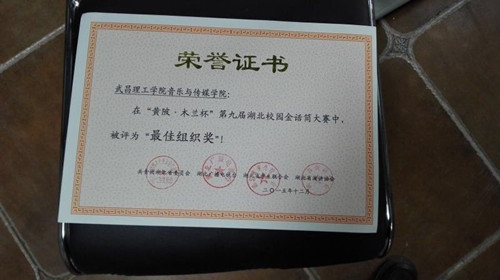 荣誉证书
武昌理工学院音乐与传媒学院：
在“黄陂·木兰杯”第九届湖北校园金话筒大赛中，
被评为“最佳组织奖”！
二〇一五年十二月